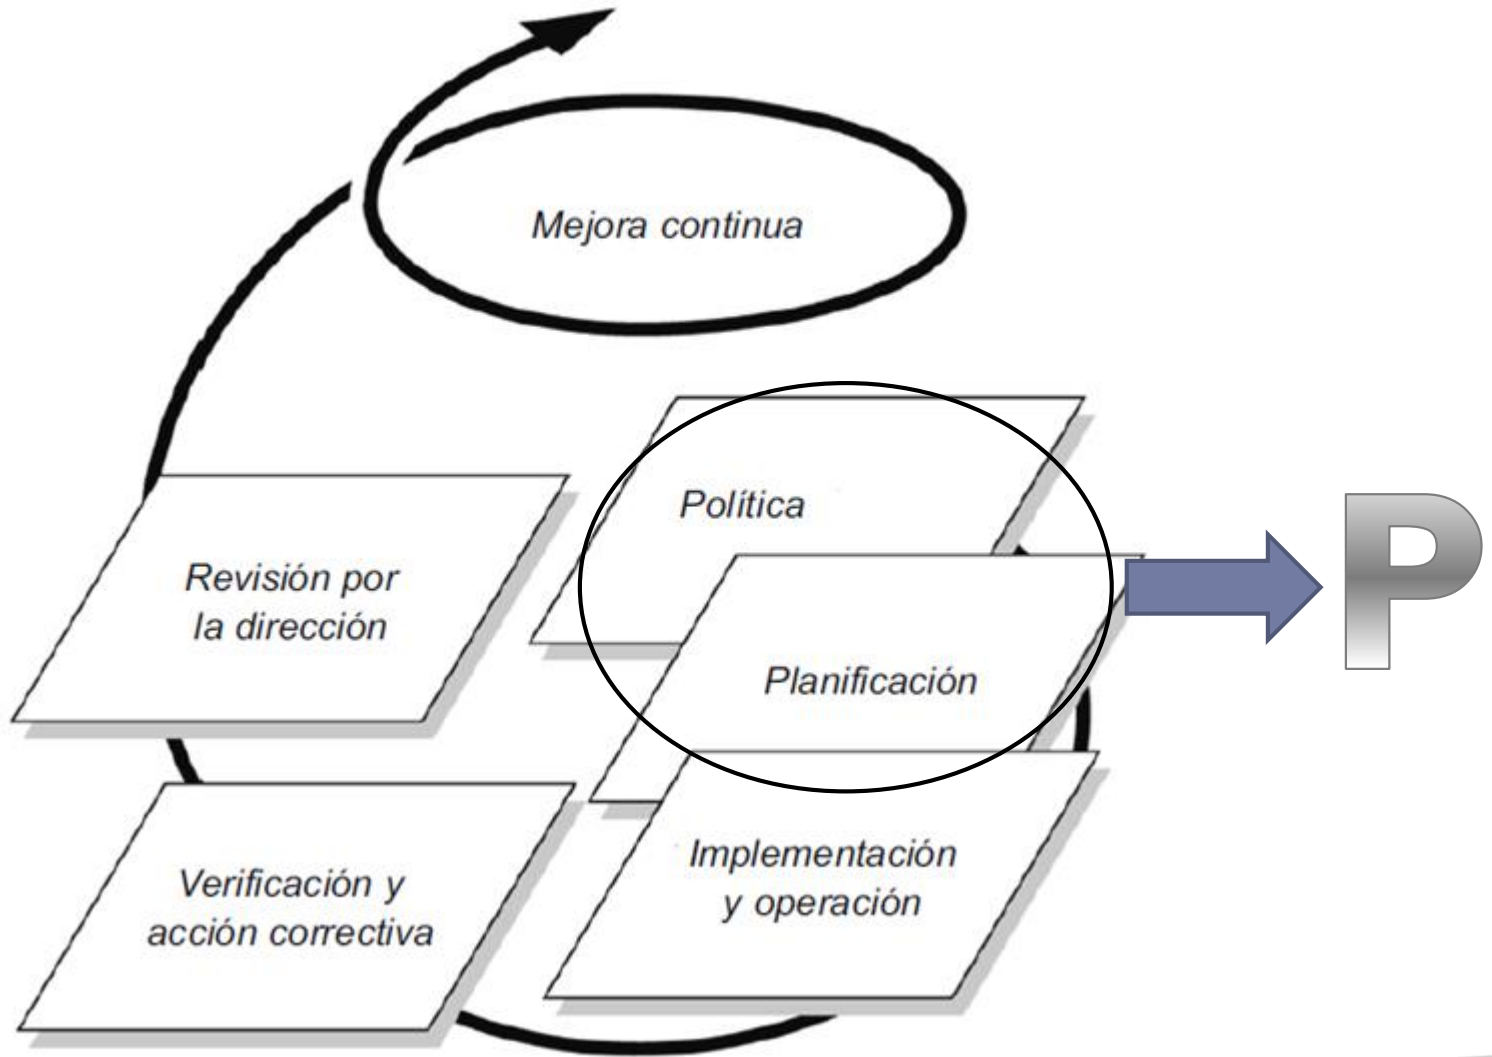 Mejora continua
Política
Planificación
P
Revisión por
la dirección
Implementación
y operación
Verificación y
acción correctiva